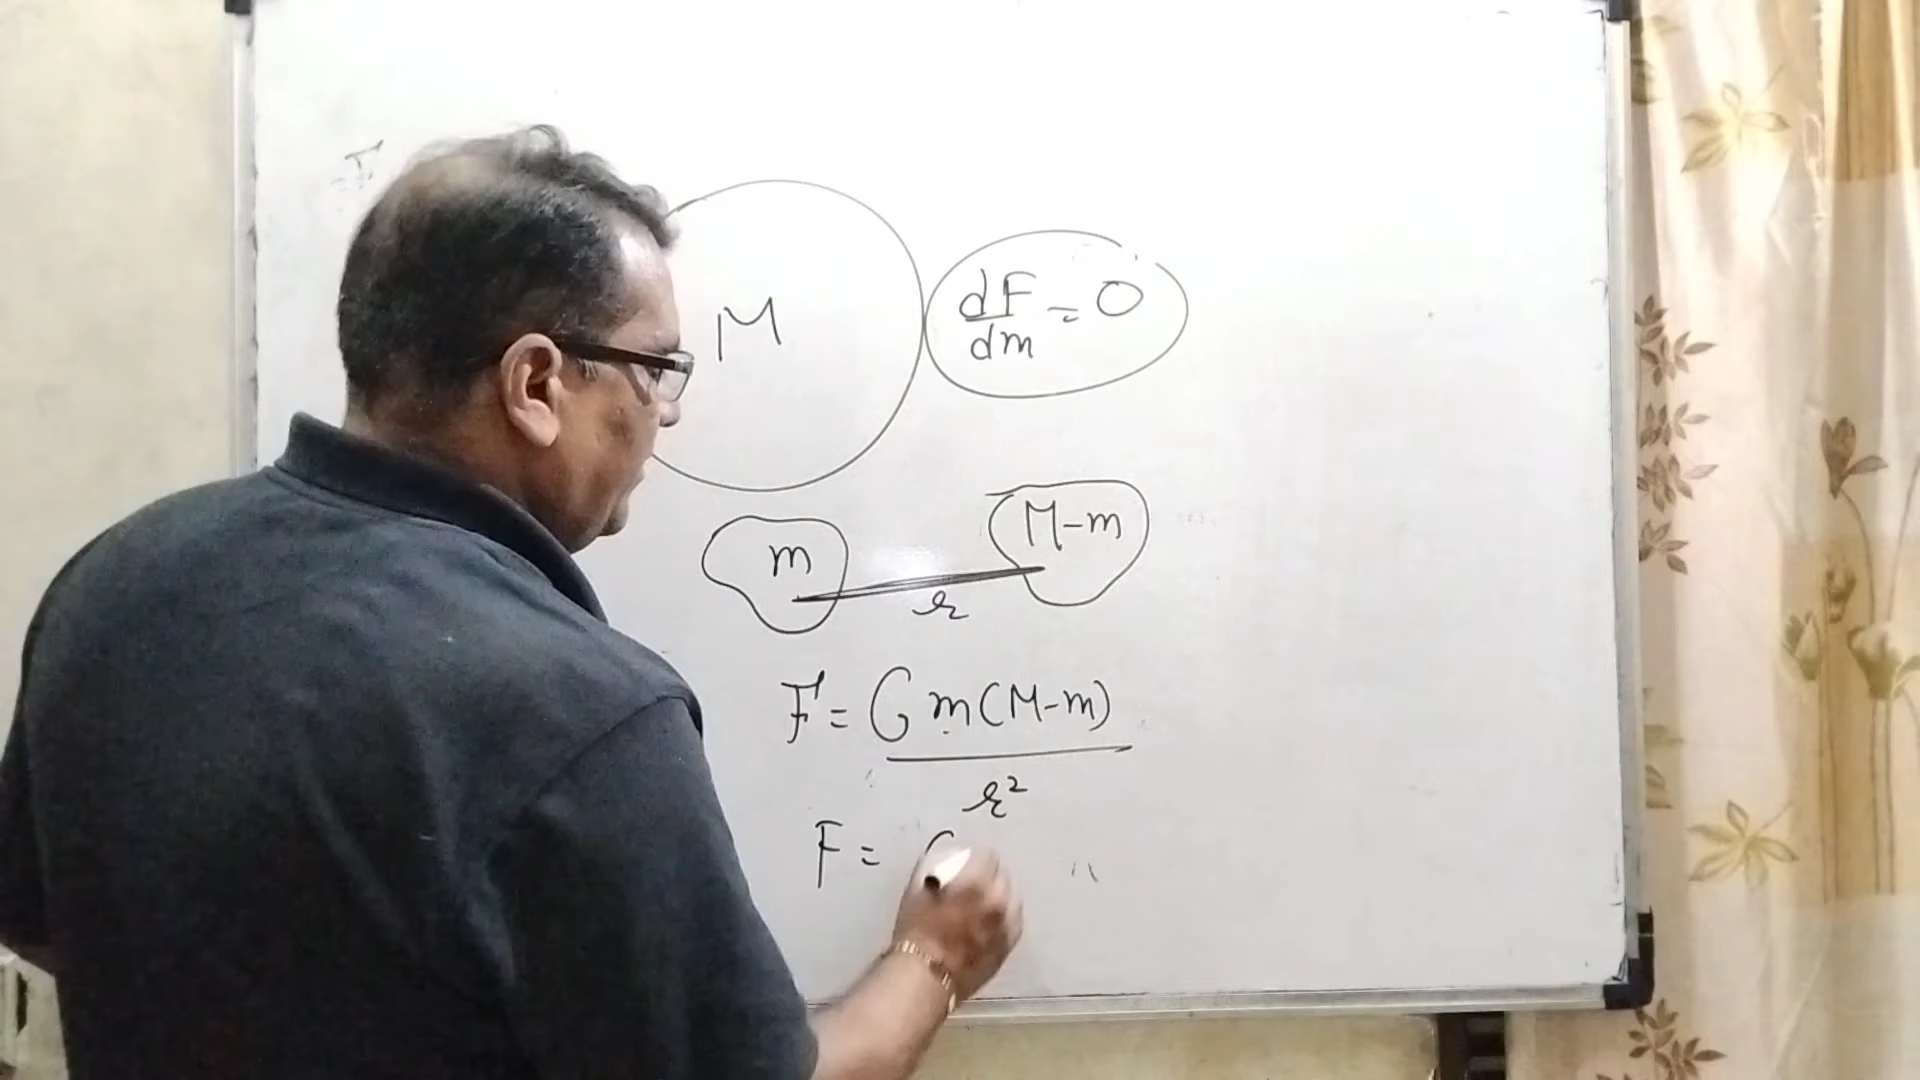 M
dF/dm = 0
m
M-m
r
F = G m(M-m)
r²
F = G